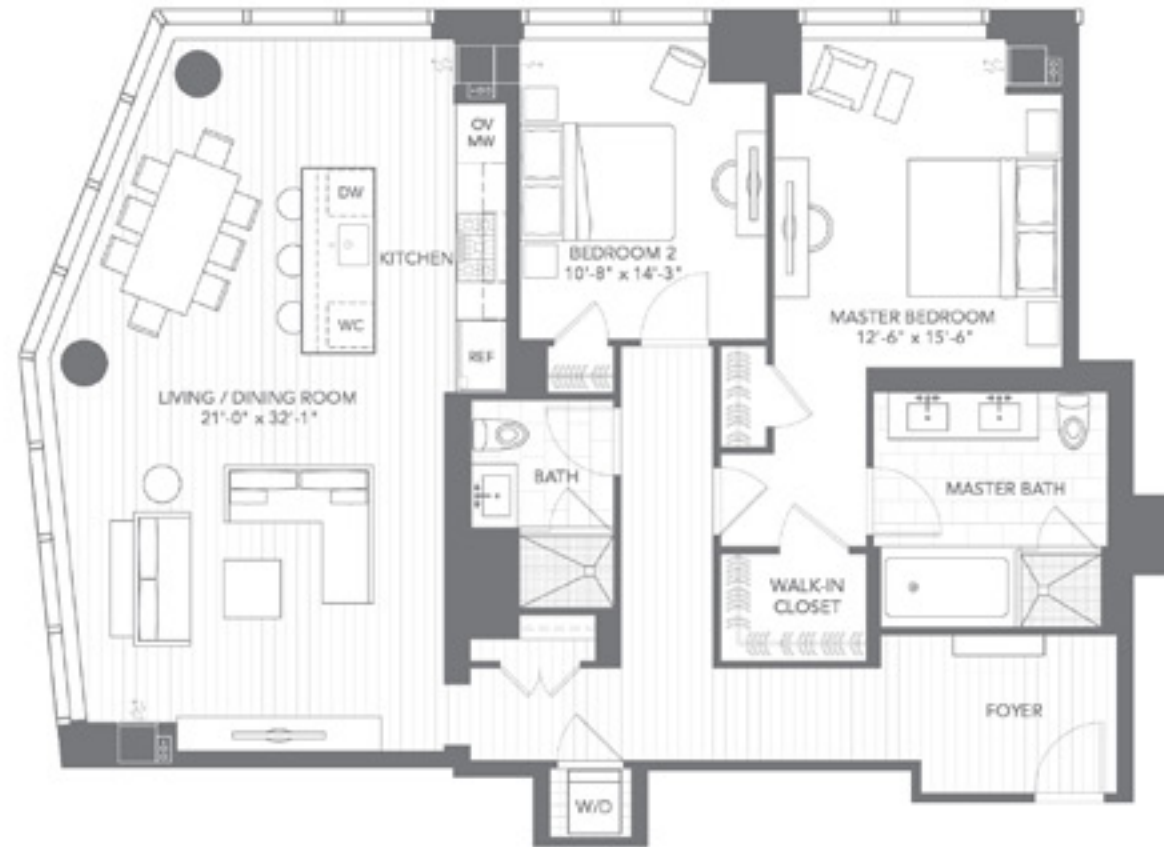 OV
MW
DW
KITCHEN
WC
REF
BEDROOM 2
10'-8" x 14'-3"
MASTER BEDROOM
12'-6" x 15'-6"
LIVING / DINING ROOM
21'-0" x 32'-1"
BATH
MASTER BATH
WALK-IN
CLOSET
FOYER
W/D